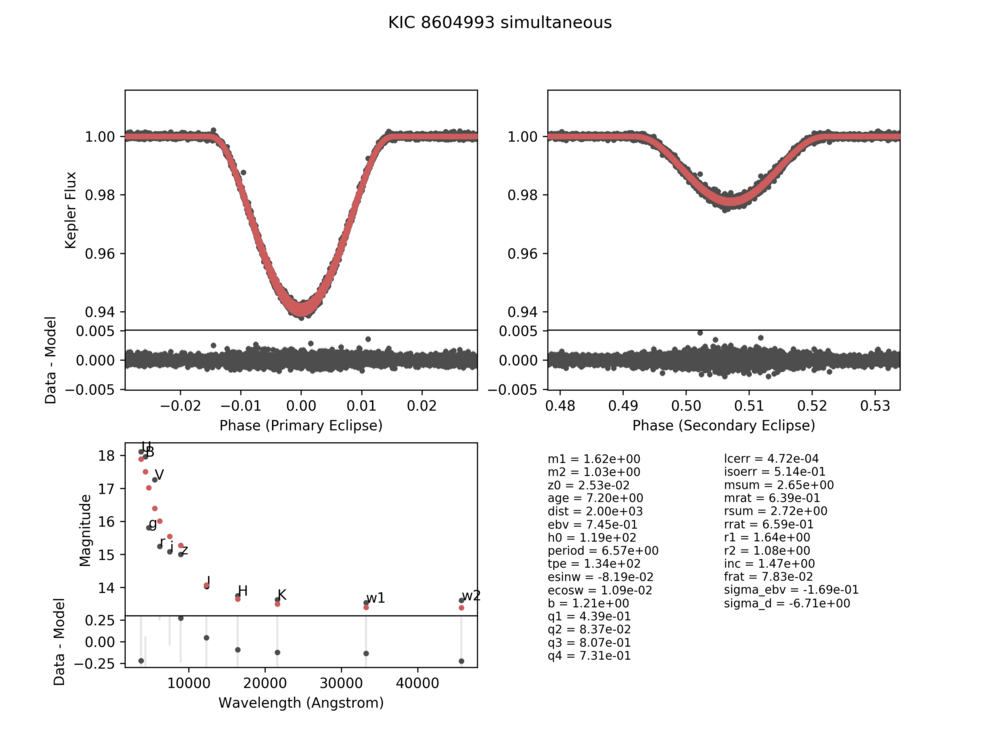 KIC 8604993 simultaneous
1.00
0.98
0.96
0.94
Kepler Flux
0.005
0.000
−0.005
Data - Model
−0.02
−0.01
0.00
0.01
0.02
Phase (Primary Eclipse)
1.00
0.98
0.96
0.94
0.005
0.000
−0.005
0.48
0.49
0.50
0.51
0.52
0.53
Phase (Secondary Eclipse)
18
17
16
15
14
Magnitude
U
B
V
g
r
i
z
J
H
K
w1
w2
0.25
0.00
−0.25
Data - Model
10000
20000
30000
40000
Wavelength (Angstrom)
m1 = 1.62e+00
m2 = 1.03e+00
z0 = 2.53e-02
age = 7.20e+00
dist = 2.00e+03
ebv = 7.45e-01
h0 = 1.19e+02
period = 6.57e+00
tpe = 1.34e+02
esinw = -8.19e-02
ecosw = 1.09e-02
b = 1.21e+00
q1 = 4.39e-01
q2 = 8.37e-02
q3 = 8.07e-01
q4 = 7.31e-01
lcerr = 4.72e-04
isoerr = 5.14e-01
msum = 2.65e+00
mrat = 6.39e-01
rsum = 2.72e+00
rrat = 6.59e-01
r1 = 1.64e+00
r2 = 1.08e+00
inc = 1.47e+00
frat = 7.83e-02
sigma_ebv = -1.69e-01
sigma_d = -6.71e+00